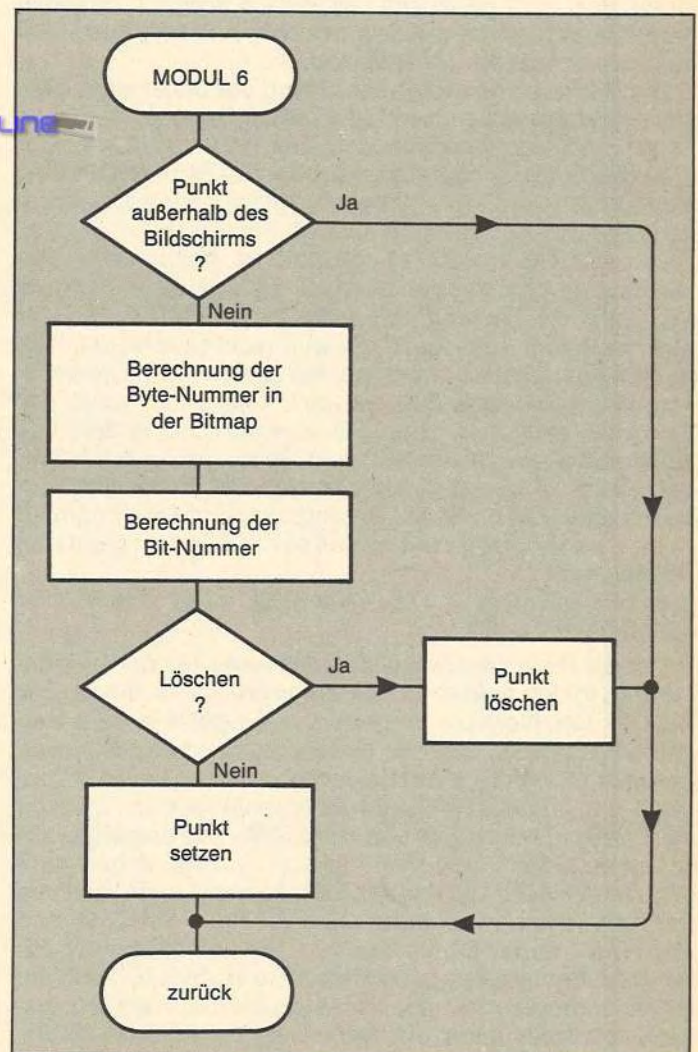 MODUL 6
LINE
Punkt
außerhalb des
Bildschirms
?
Ja
Nein
Berechnung der
Byte-Nummer in
der Bitmap
Berechnung der
Bit-Nummer
Löschen
?
Ja
Punkt
löschen
Nein
Punkt
setzen
zurück